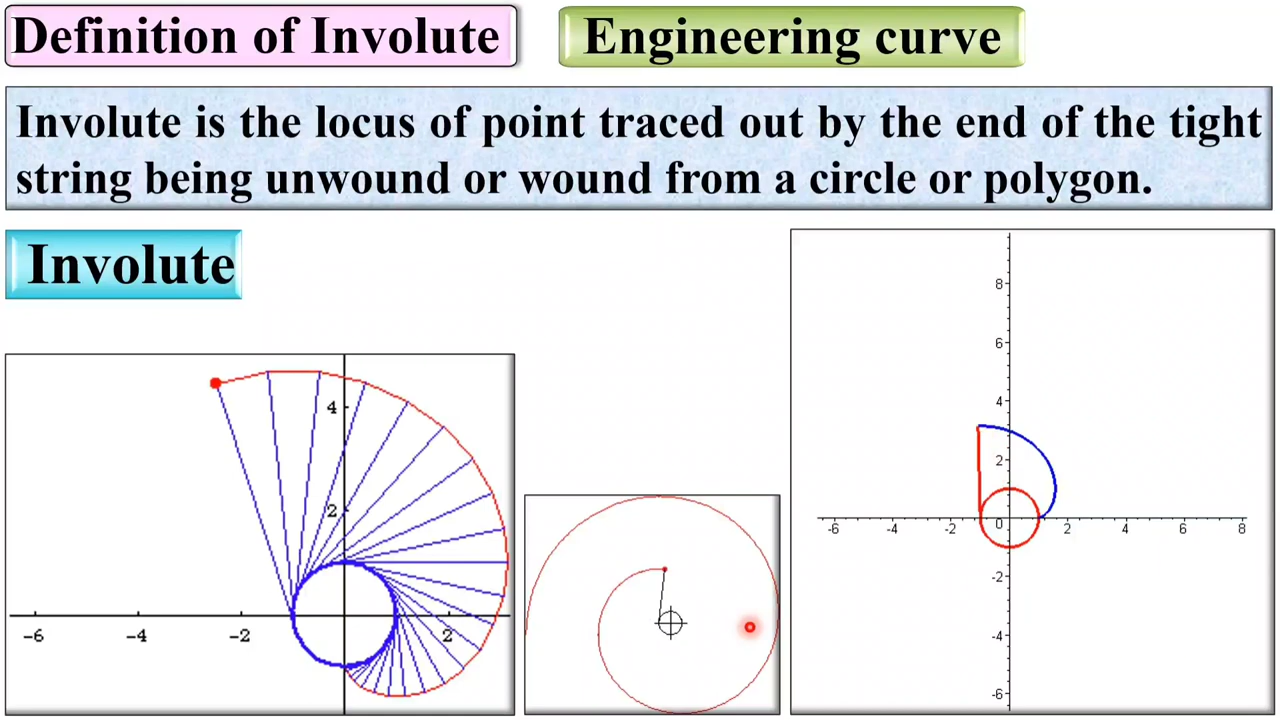 Definition of Involute
Engineering curve
Involute is the locus of point traced out by the end of the tight
string being unwound or wound from a circle or polygon.
Involute
4
2
-6 -4 -2 2
8
6
4
2
-6 -4 -2 0 2 4 6 8
-2
-4
-6